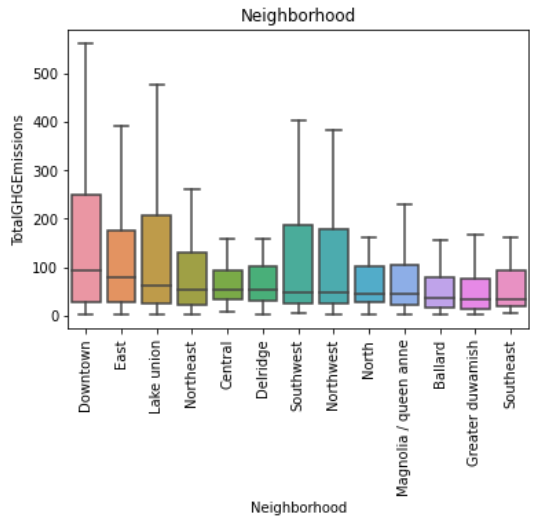 Neighborhood
TotalGHGEmissions
500
400
300
200
100
0
Downtown
East
Lake union
Northeast
Central
Delridge
Southwest
Northwest
North
Magnolia / queen anne
Ballard
Greater duwamish
Southeast
Neighborhood